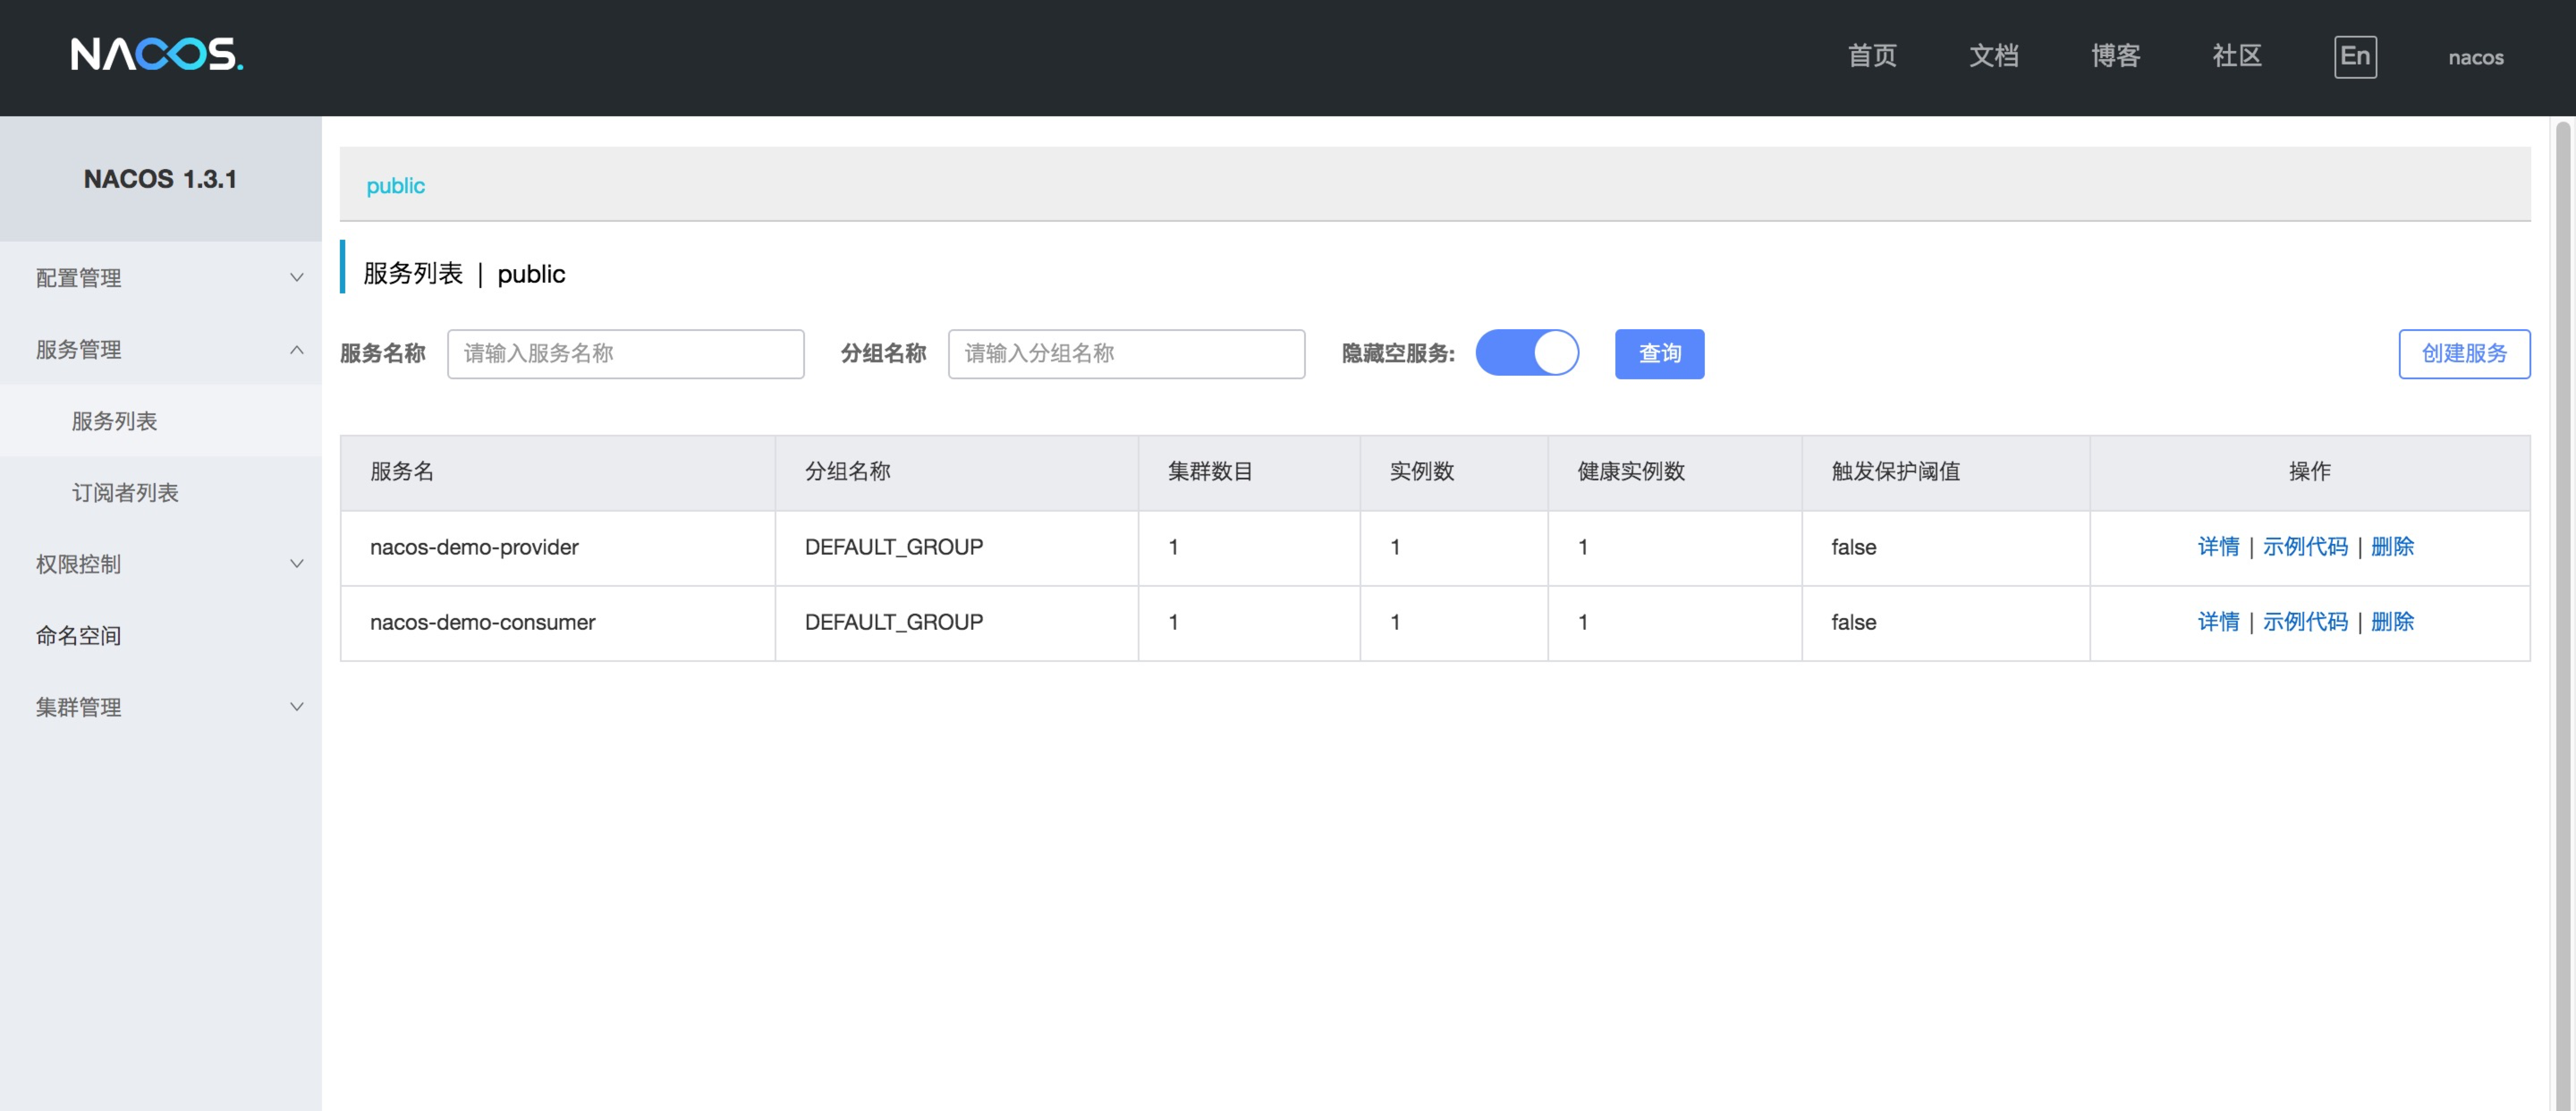 NACOS.
首页 文档 博客 社区 En nacos
NACOS 1.3.1
配置管理
服务管理
服务列表
订阅者列表
权限控制
命名空间
集群管理
public
服务列表 | public
服务名称 请输入服务名称 分组名称 请输入分组名称 隐藏空服务: 查询 创建服务
服务名 分组名称 集群数目 实例数 健康实例数 触发保护阈值 操作
nacos-demo-provider DEFAULT_GROUP 1 1 1 false 详情 | 示例代码 | 删除
nacos-demo-consumer DEFAULT_GROUP 1 1 1 false 详情 | 示例代码 | 删除